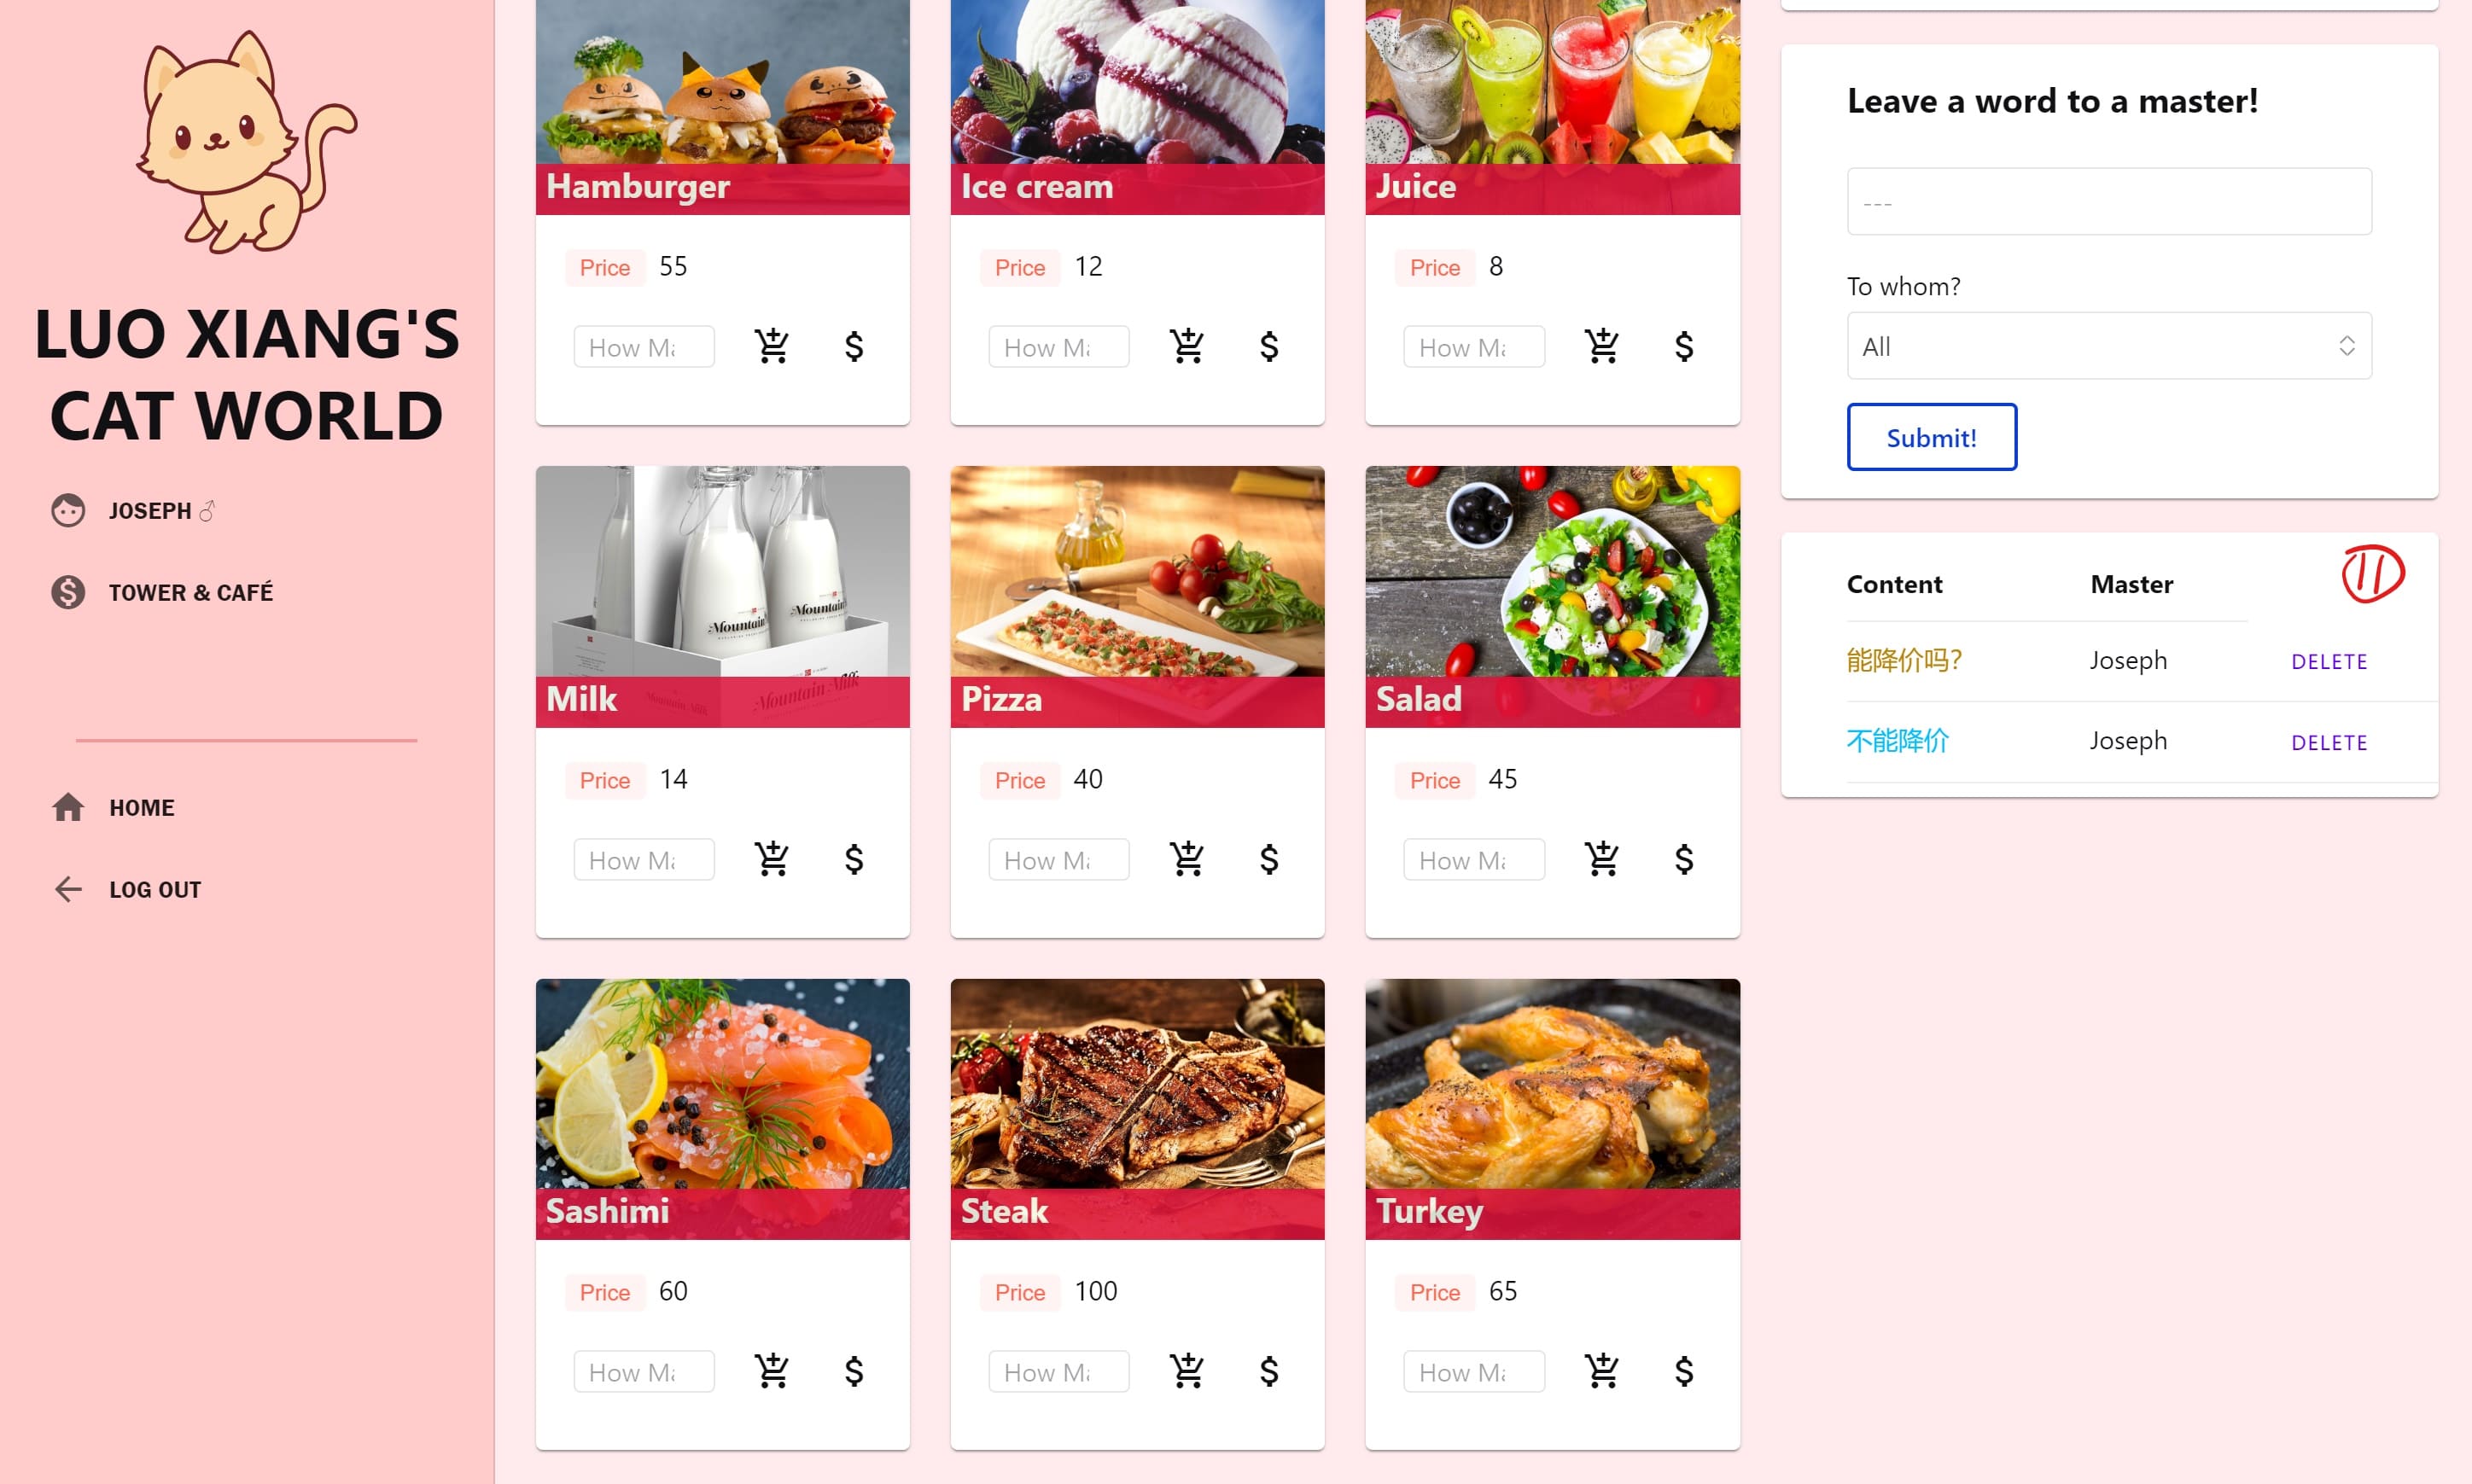 LUO XIANG'S
CAT WORLD
JOSEPH ♂
TOWER & CAFÉ
HOME
LOG OUT
Hamburger
Price 55
How Ma
Ice cream
Price 12
How Ma
Juice
Price 8
How Ma
Mountain
Mountain
Mountain Milk
Milk
Price 14
How Ma
Pizza
Price 40
How Ma
Salad
Price 45
How Ma
Sashimi
Price 60
How Ma
Steak
Price 100
How Ma
Turkey
Price 65
How Ma
Leave a word to a master!
---
To whom?
All
Submit!
Content Master
能降价吗? Joseph DELETE
不能降价 Joseph DELETE